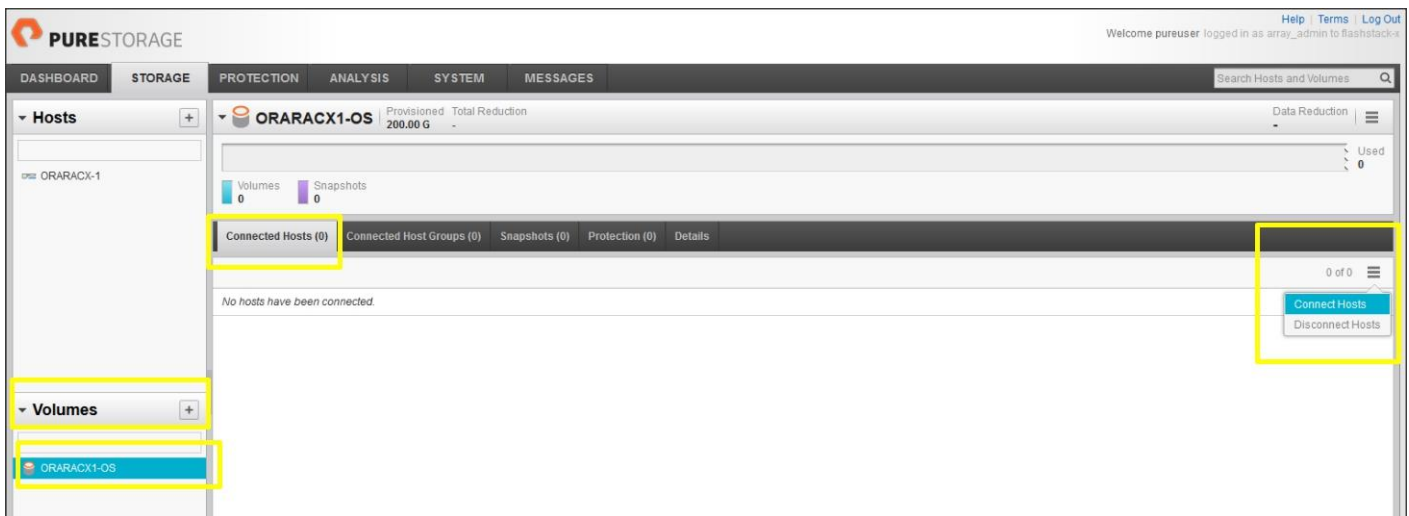 PURESTORAGE
Help Terms Log Out
Welcome pureuser logged in as array_admin to flashstack-x
DASHBOARD STORAGE PROTECTION ANALYSIS SYSTEM MESSAGES
Search Hosts and Volumes
Hosts +
ORARACX-1
ORARACX1-OS
Provisioned Total Reduction
200.00 G -
Data Reduction
-
Used
0
Volumes
0
Snapshots
0
Connected Hosts (0) Connected Host Groups (0) Snapshots (0) Protection (0) Details
0 of 0
No hosts have been connected.
Connect Hosts
Disconnect Hosts
Volumes +
ORARACX1-OS